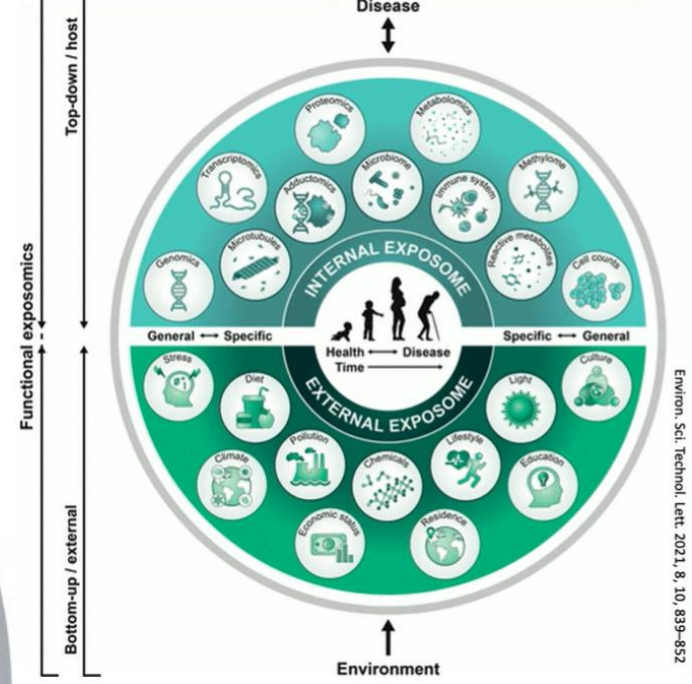 Disease
Top-down / host
Functional exposomics
Bottom-up / external
Proteomics
Metabolomics
Transcriptomics
Adductomics
Microbiome
Immune system
Methylome
Genomics
Microtubules
Reactive metabolites
Cell counts
INTERNAL EXPOSOME
General ↔ Specific
Specific ↔ General
Health ↔ Disease
Time →
EXTERNAL EXPOSOME
Stress
Diet
Light
Culture
Climate
Pollution
Chemicals
Lifestyle
Education
Economic status
Residence
Environment
Environ. Sci. Technol. Lett. 2021, 8, 10, 839–852